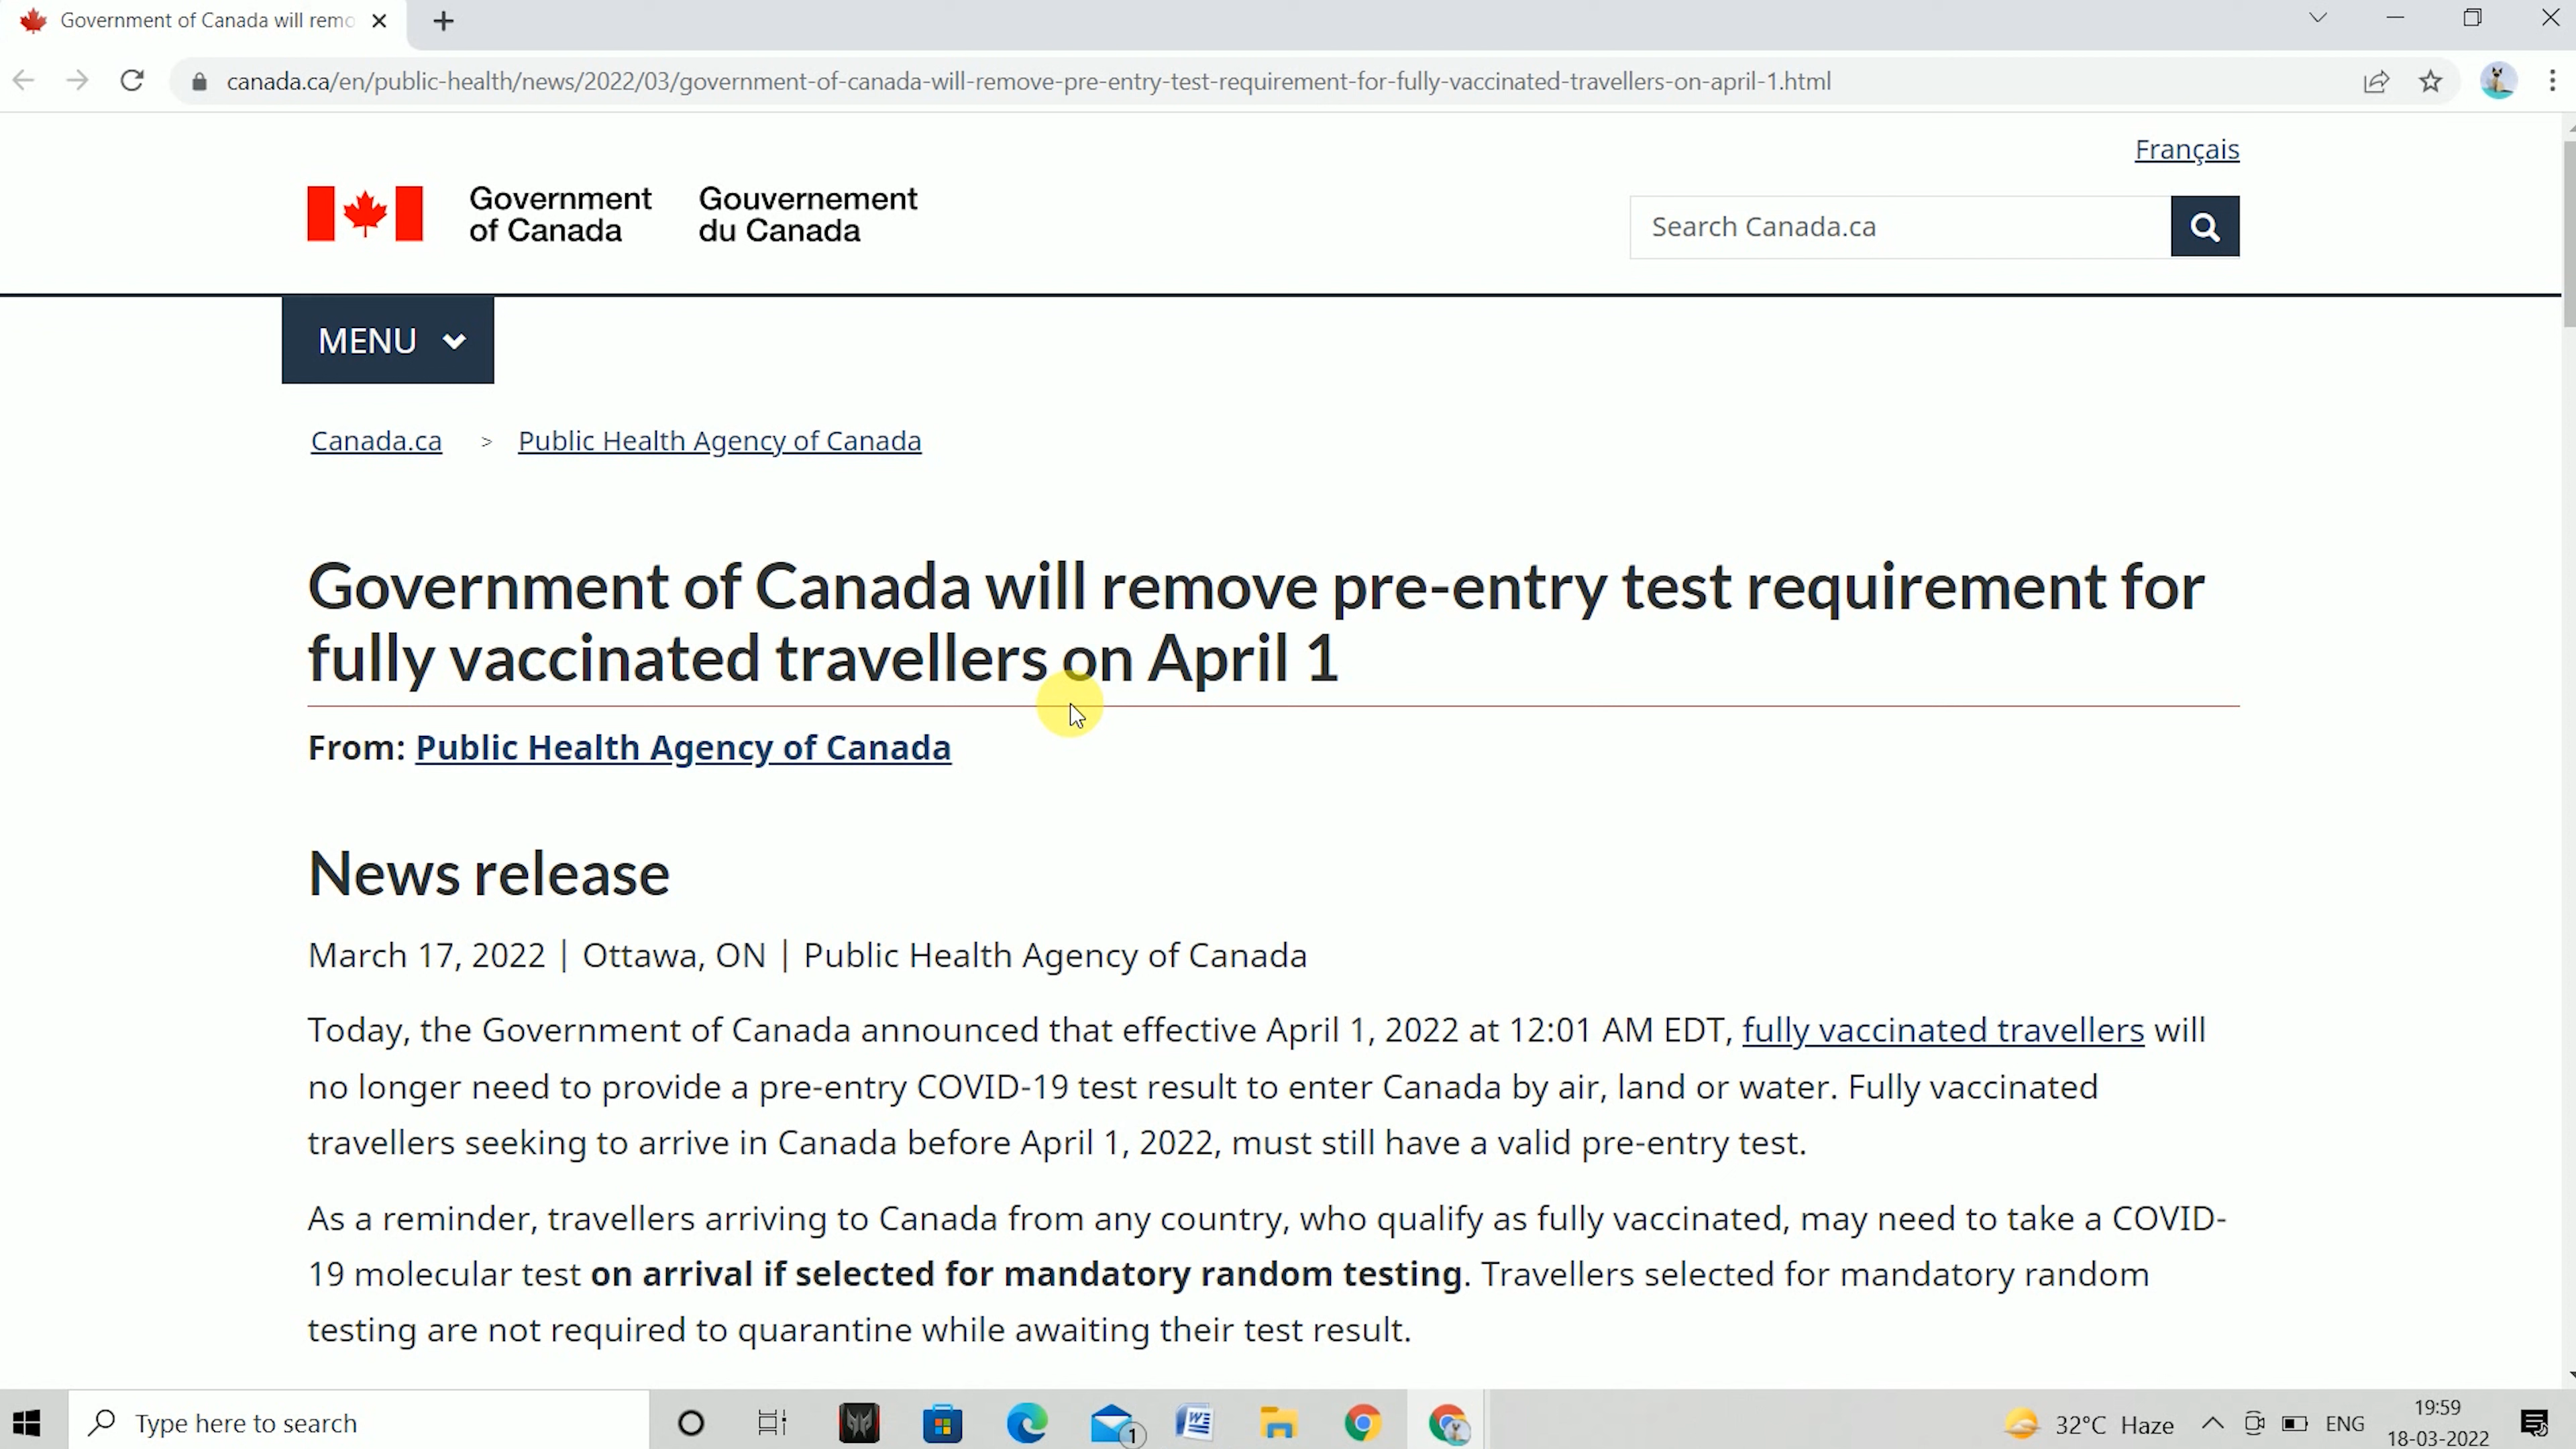 Government of Canada will remo
canada.ca/en/public-health/news/2022/03/government-of-canada-will-remove-pre-entry-test-requirement-for-fully-vaccinated-travellers-on-april-1.html
Français
Government of Canada
Gouvernement du Canada
Search Canada.ca
MENU
Canada.ca > Public Health Agency of Canada
Government of Canada will remove pre-entry test requirement for
fully vaccinated travellers on April 1
From: Public Health Agency of Canada
News release
March 17, 2022 | Ottawa, ON | Public Health Agency of Canada
Today, the Government of Canada announced that effective April 1, 2022 at 12:01 AM EDT, fully vaccinated travellers will
no longer need to provide a pre-entry COVID-19 test result to enter Canada by air, land or water. Fully vaccinated
travellers seeking to arrive in Canada before April 1, 2022, must still have a valid pre-entry test.
As a reminder, travellers arriving to Canada from any country, who qualify as fully vaccinated, may need to take a COVID-
19 molecular test on arrival if selected for mandatory random testing. Travellers selected for mandatory random
testing are not required to quarantine while awaiting their test result.
Type here to search
1
32°C Haze
ENG
19:59
18-03-2022